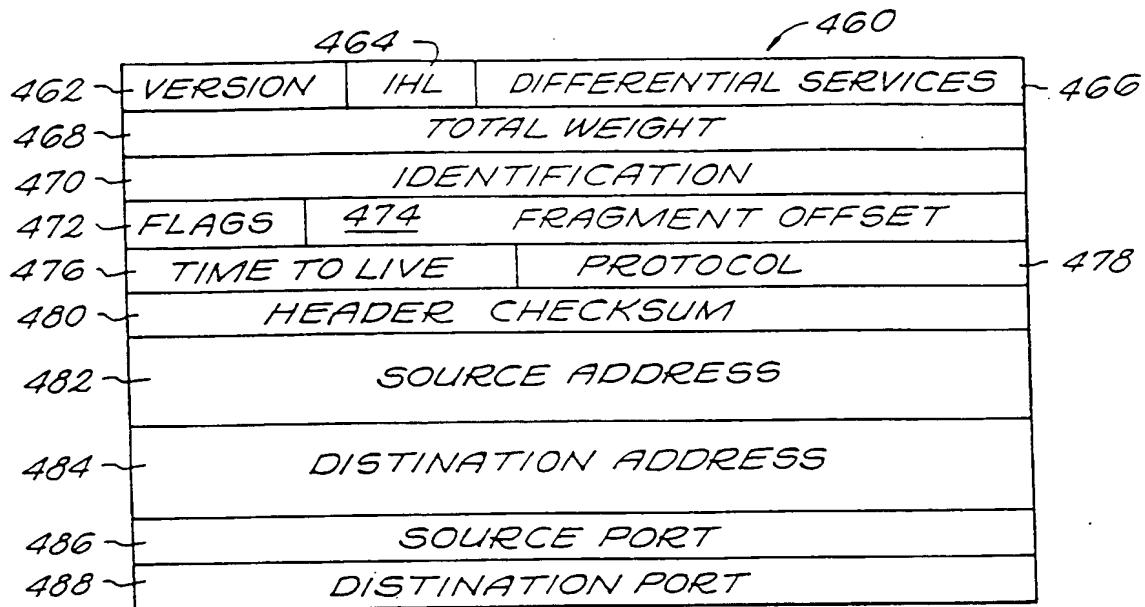 464 460
462 VERSION IHL DIFFERENTIAL SERVICES 466
468 TOTAL WEIGHT
470 IDENTIFICATION
472 FLAGS 474 FRAGMENT OFFSET
476 TIME TO LIVE PROTOCOL 478
480 HEADER CHECKSUM
482 SOURCE ADDRESS
484 DISTINATION ADDRESS
486 SOURCE PORT
488 DISTINATION PORT